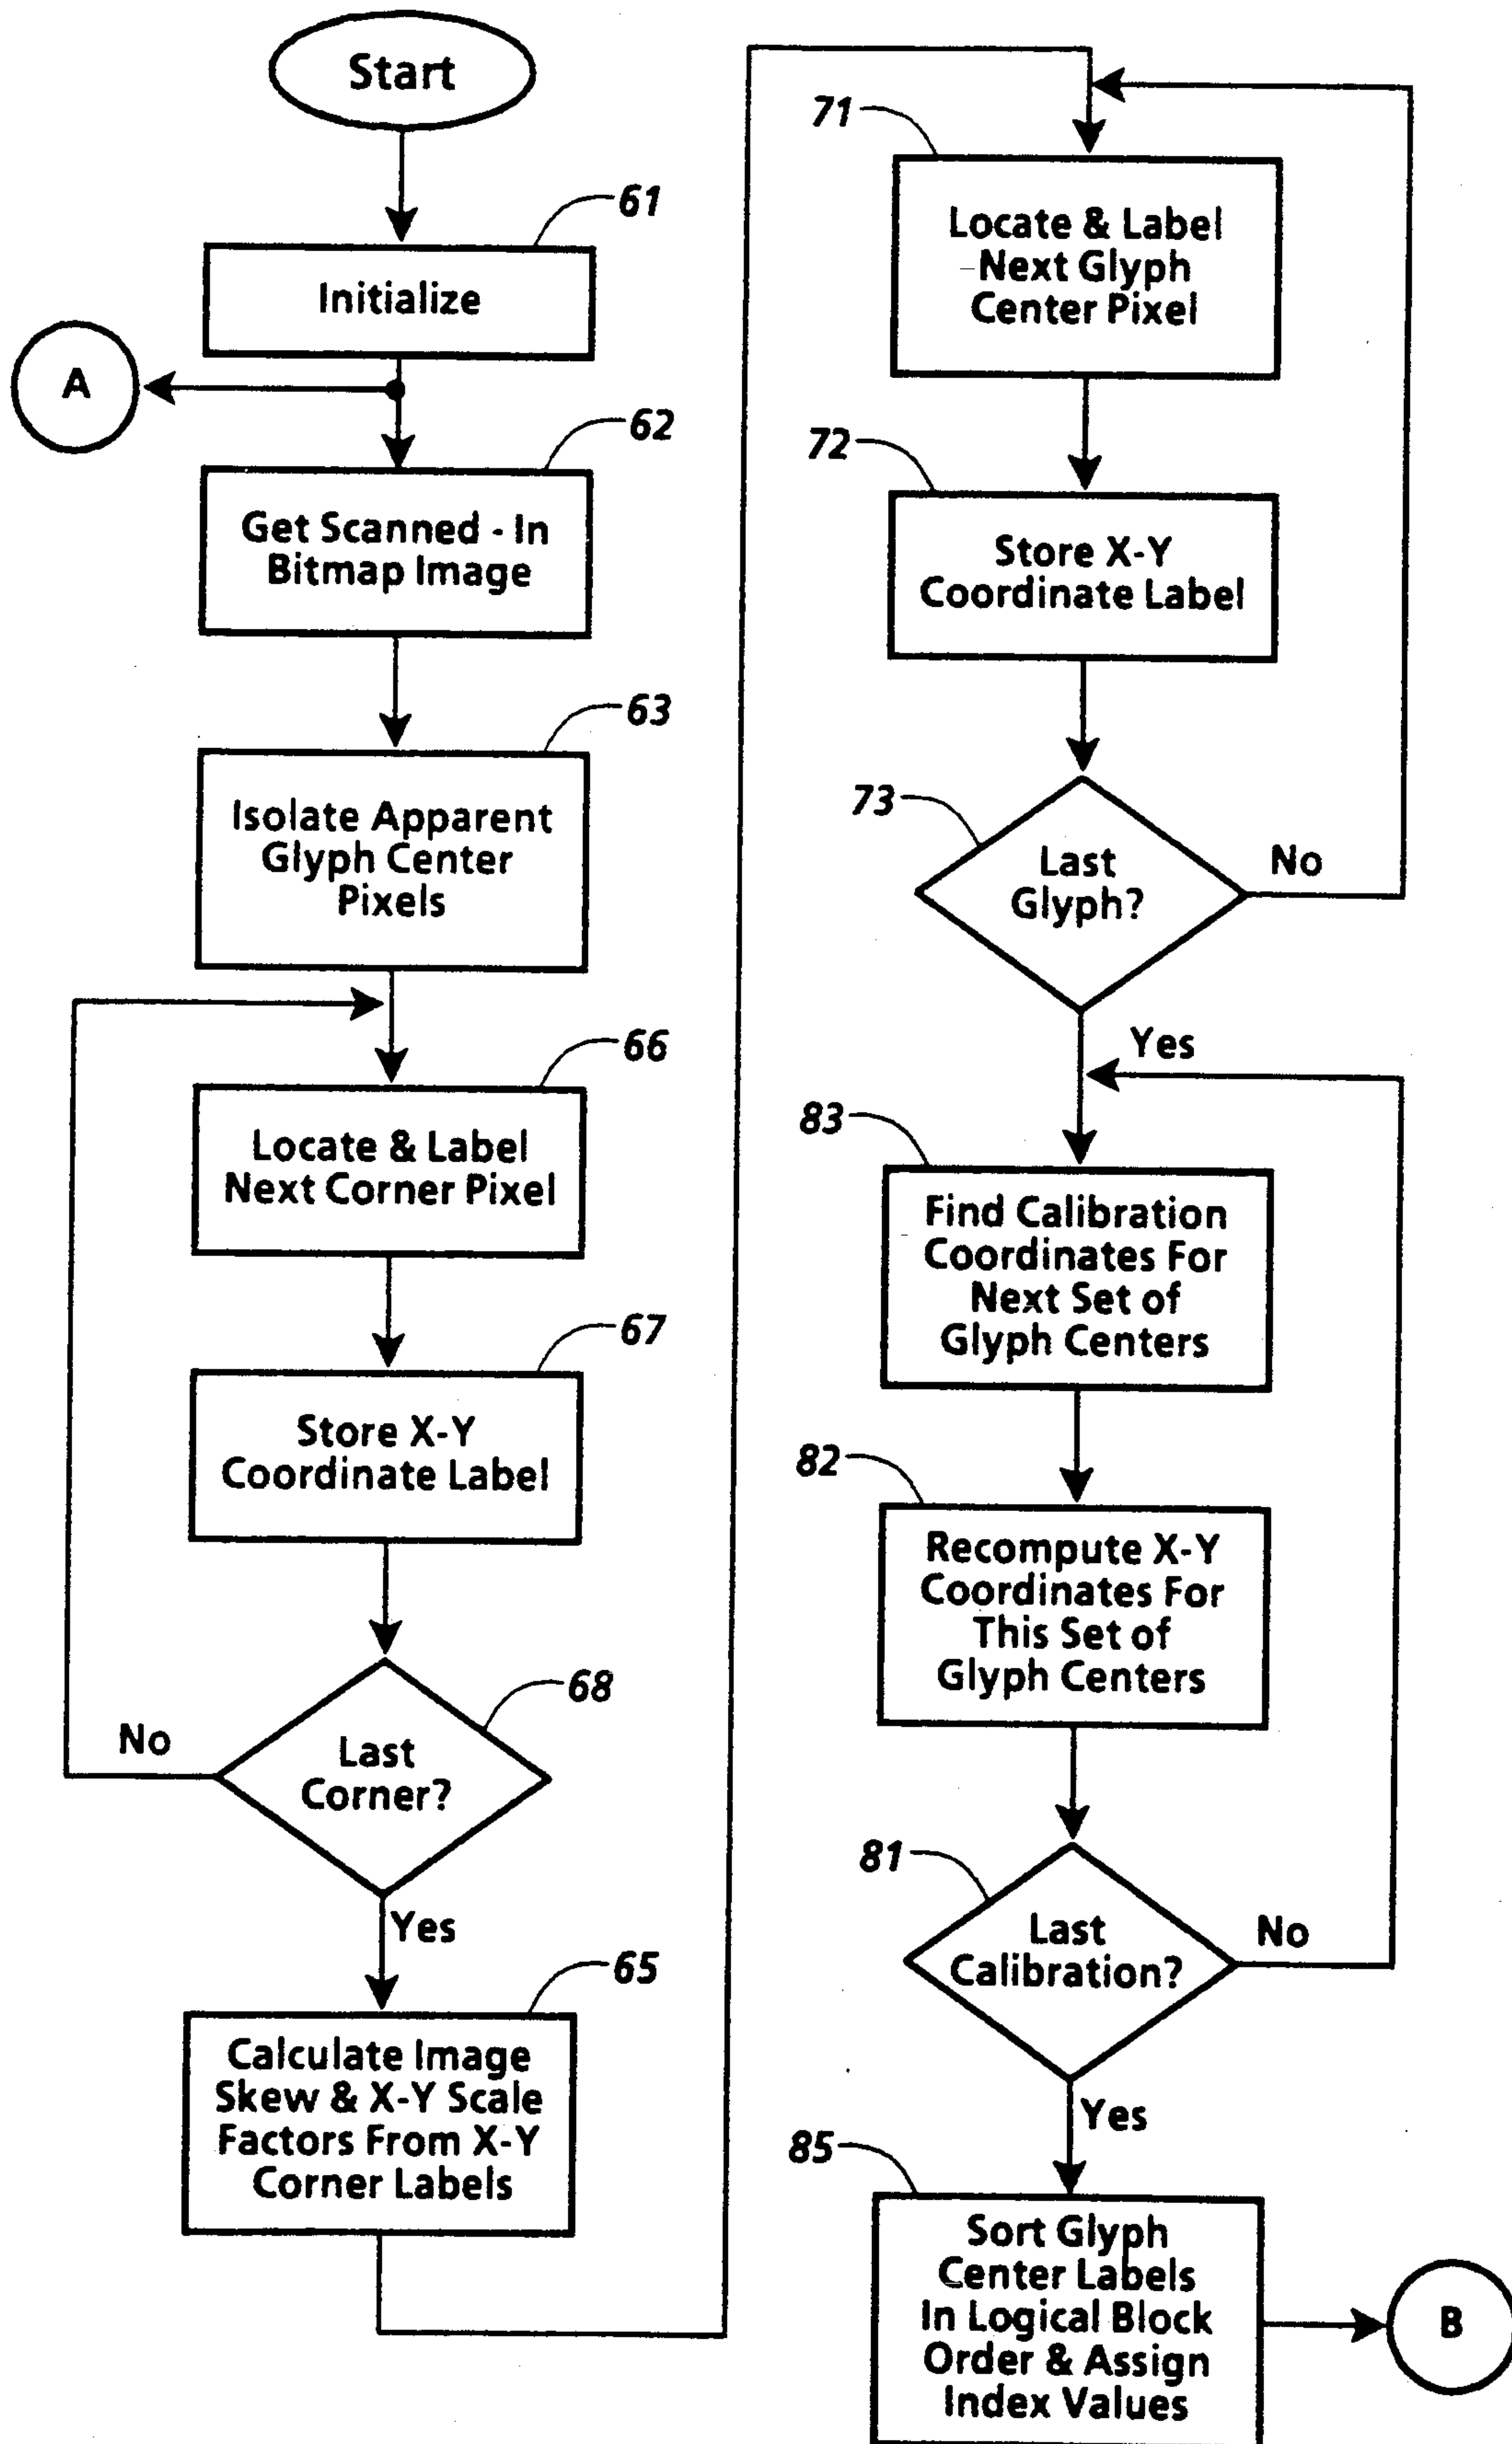 Start
61
Initialize
A
62
Get Scanned - In
Bitmap Image
63
Isolate Apparent
Glyph Center
Pixels
66
Locate & Label
Next Corner Pixel
67
Store X-Y
Coordinate Label
68
Last
Corner?
No
Yes
65
Calculate Image
Skew & X-Y Scale
Factors From X-Y
Corner Labels
71
Locate & Label
Next Glyph
Center Pixel
72
Store X-Y
Coordinate Label
73
Last
Glyph?
No
Yes
83
Find Calibration
Coordinates For
Next Set of
Glyph Centers
82
Recompute X-Y
Coordinates For
This Set of
Glyph Centers
81
Last
Calibration?
No
Yes
85
Sort Glyph
Center Labels
In Logical Block
Order & Assign
Index Values
B